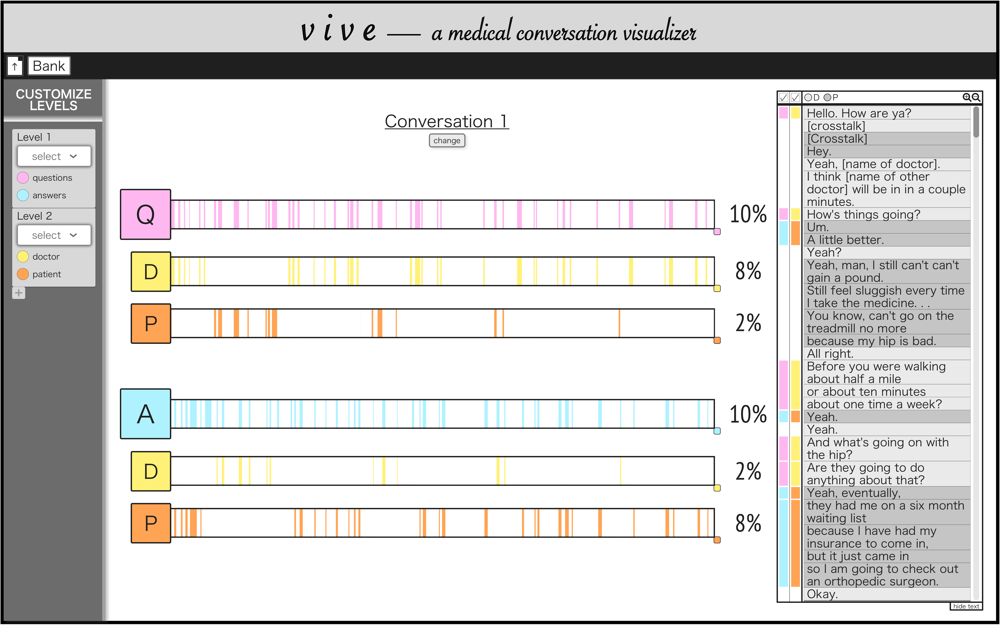 vive — a medical conversation visualizer
↑ Bank
CUSTOMIZE
LEVELS
Level 1
select
questions
answers
Level 2
select
doctor
patient
+
Conversation 1
change
Q 10%
D 8%
P 2%
A 10%
D 2%
P 8%
D P
Hello. How are ya?
[crosstalk]
[Crosstalk]
Hey.
Yeah, [name of doctor].
I think [name of other
doctor] will be in in a couple
minutes.
How's things going?
Um.
A little better.
Yeah?
Yeah, man, I still can't can't
gain a pound.
Still feel sluggish every time
I take the medicine. . .
You know, can't go on the
treadmill no more
because my hip is bad.
All right.
Before you were walking
about half a mile
or about ten minutes
about one time a week?
Yeah.
Yeah.
And what's going on with
the hip?
Are they going to do
anything about that?
Yeah, eventually,
they had me on a six month
waiting list
because I have had my
insurance to come in,
but it just came in
so I am going to check out
an orthopedic surgeon.
Okay.
hide text